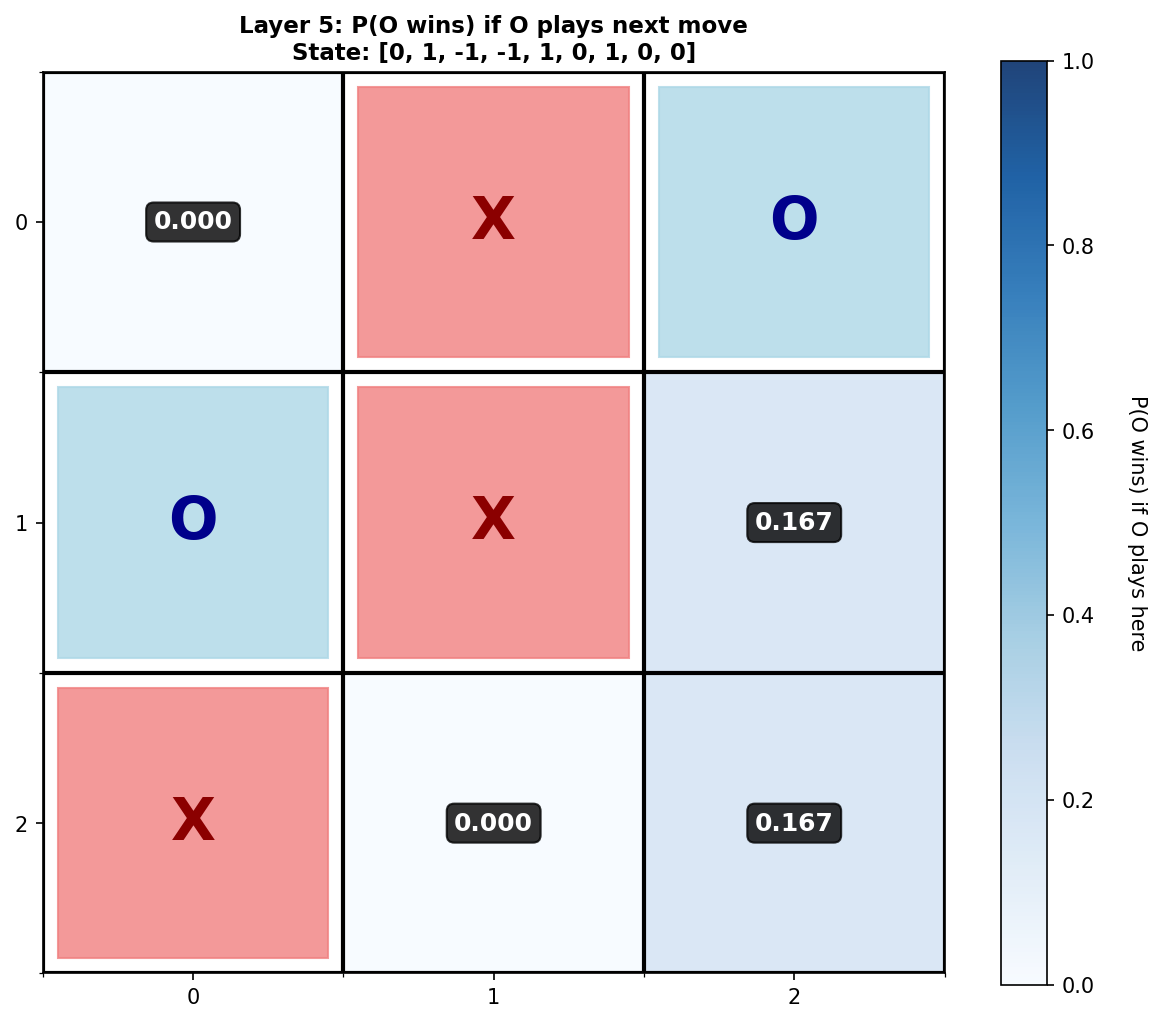 Layer 5: P(O wins) if O plays next move
State: [0, 1, -1, -1, 1, 0, 1, 0, 0]
0
0.000
X
O
1
O
X
0.167
2
X
0.000
0.167
0
1
2
1.0
0.8
0.6
0.4
0.2
0.0
P(O wins) if O plays here